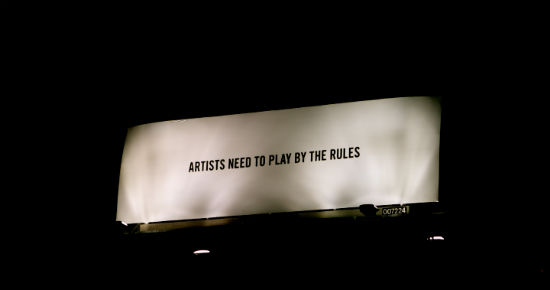 ARTISTS NEED TO PLAY BY THE RULES
007224